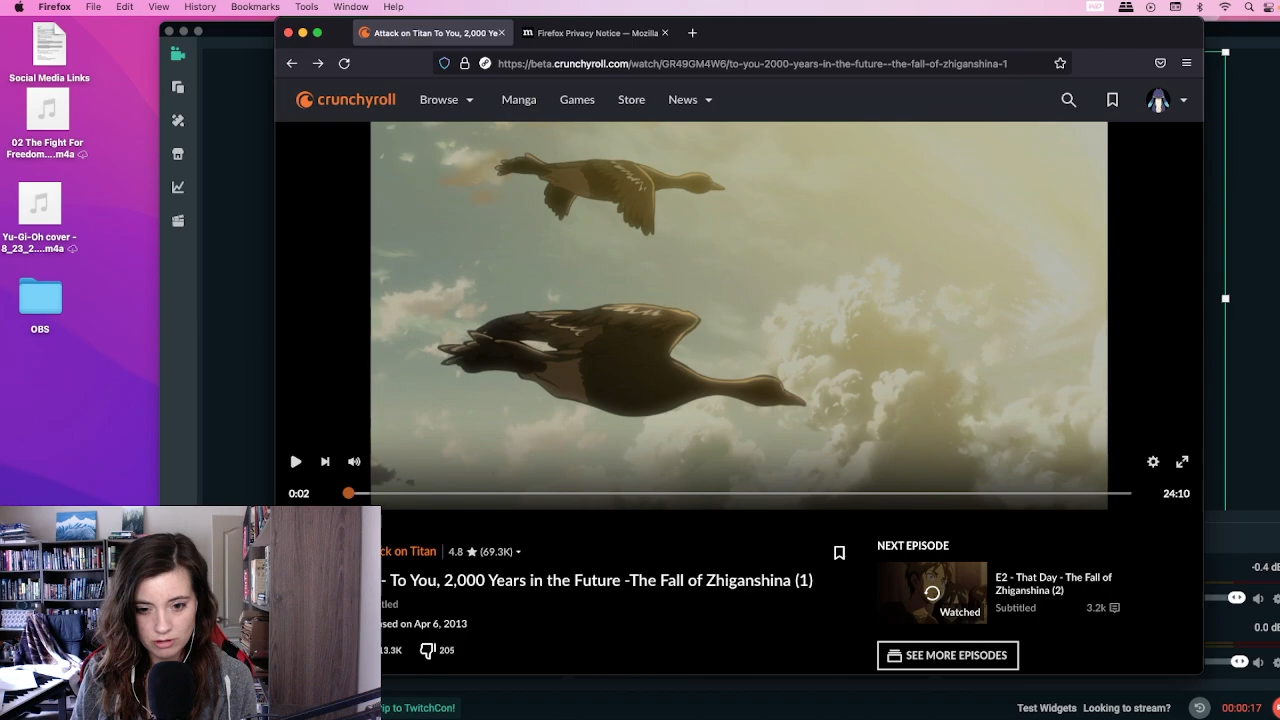 Firefox File Edit View History Bookmarks Tools Window Help
Social Media Links
02 The Fight For
Freedom....m4a
Yu-Gi-Oh cover -
8_23_2....m4a
OBS
Attack on Titan To You, 2,000 Ye
Firefox Privacy Notice — Mozilla
https://beta.crunchyroll.com/watch/GR49GM4W6/to-you-2000-years-in-the-future--the-fall-of-zhiganshina-1
crunchyroll Browse Manga Games Store News
0:02
24:10
ck on Titan 4.8 (69.3K)
- To You, 2,000 Years in the Future -The Fall of Zhiganshina (1)
tled
sed on Apr 6, 2013
13.3K 205
NEXT EPISODE
Watched
E2 - That Day - The Fall of
Zhiganshina (2)
Subtitled 3.2k
SEE MORE EPISODES
-0.4 d
0.0 d
ip to TwitchCon!
Test Widgets Looking to stream? 00:00:17